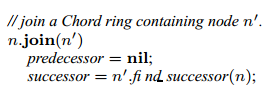 // join a Chord ring containing node n′.
n.join(n′)
predecessor = nil;
successor = n′.find_successor(n);